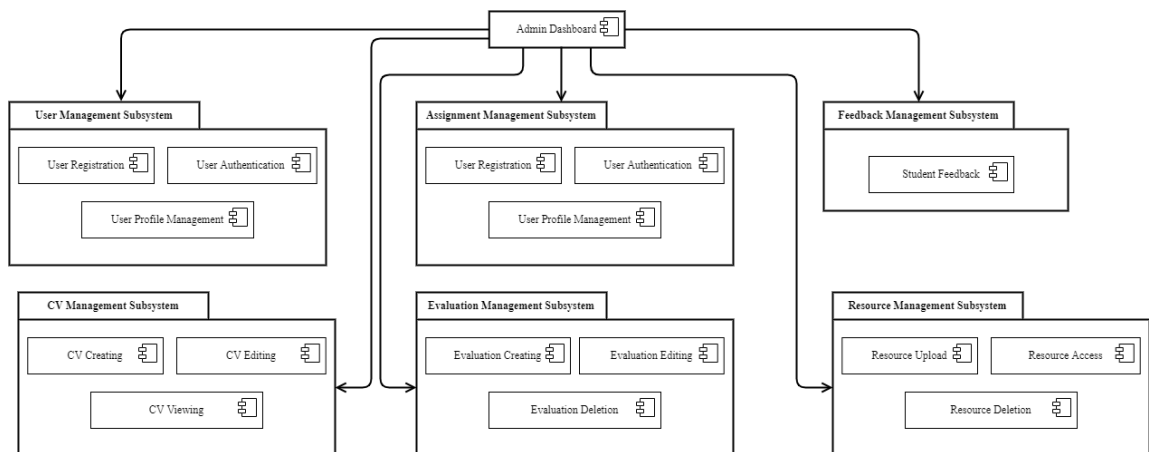 Admin Dashboard
User Management Subsystem
User Registration
User Authentication
User Profile Management
Assignment Management Subsystem
User Registration
User Authentication
User Profile Management
Feedback Management Subsystem
Student Feedback
CV Management Subsystem
CV Creating
CV Editing
CV Viewing
Evaluation Management Subsystem
Evaluation Creating
Evaluation Editing
Evaluation Deletion
Resource Management Subsystem
Resource Upload
Resource Access
Resource Deletion